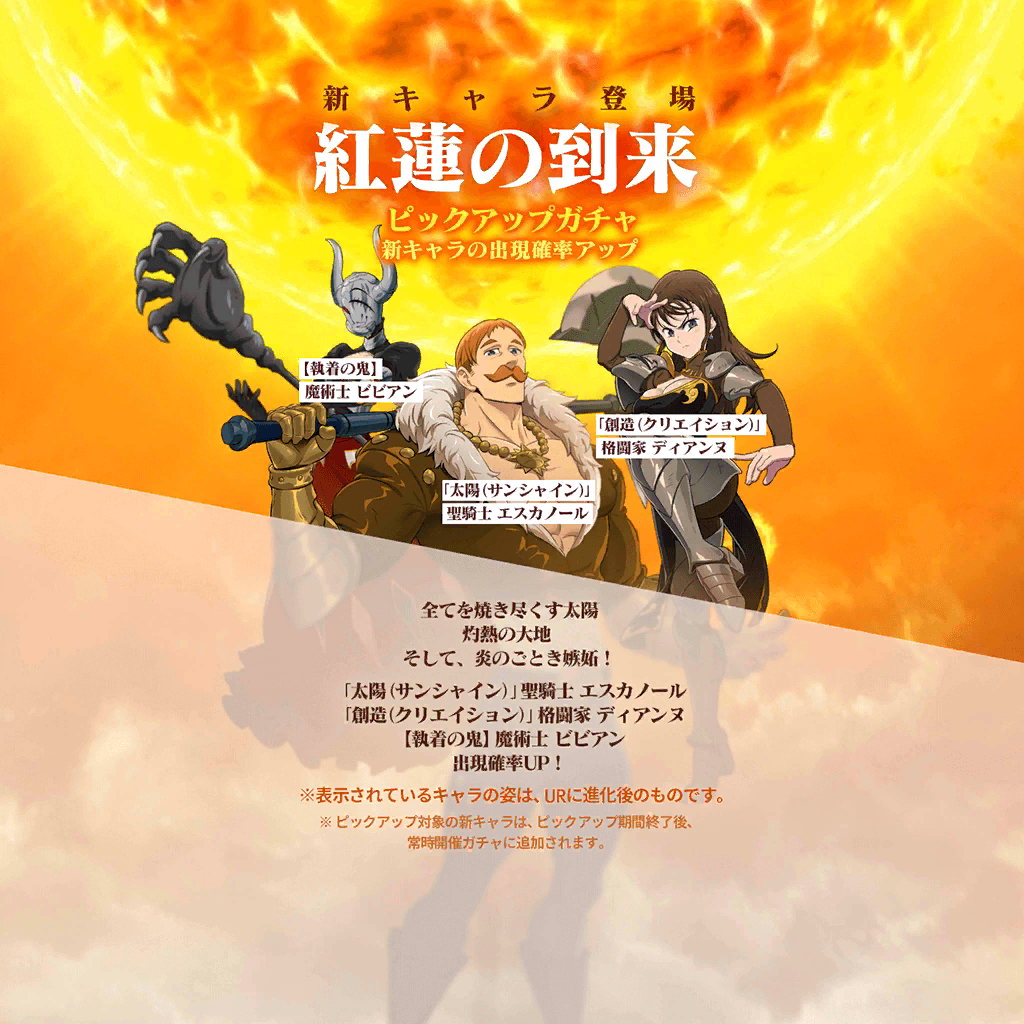 新キャラ登場
紅蓮の到来
ピックアップガチャ
新キャラの出現確率アップ
【執着の鬼】
魔術士 ビビアン
「創造(クリエイション)」
格闘家 ディアンヌ
「太陽(サンシャイン)」
聖騎士 エスカノール
全てを焼き尽くす太陽
灼熱の大地
そして、炎のごとき嫉妬！
「太陽(サンシャイン)」聖騎士 エスカノール
「創造(クリエイション)」格闘家 ディアンヌ
【執着の鬼】魔術士 ビビアン
出現確率UP！
※表示されているキャラの姿は、URに進化後のものです。
※ ピックアップ対象の新キャラは、ピックアップ期間終了後、
常時開催ガチャに追加されます。